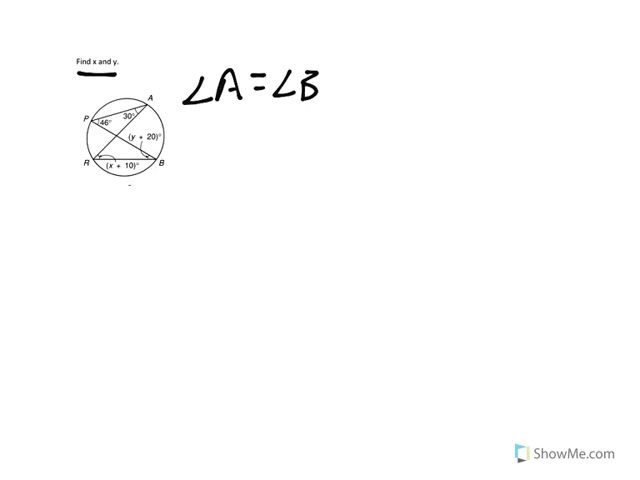 Find x and y.
∠A = ∠B
A
30°
P
46°
(y + 20)°
R
(x + 10)°
B
ShowMe.com